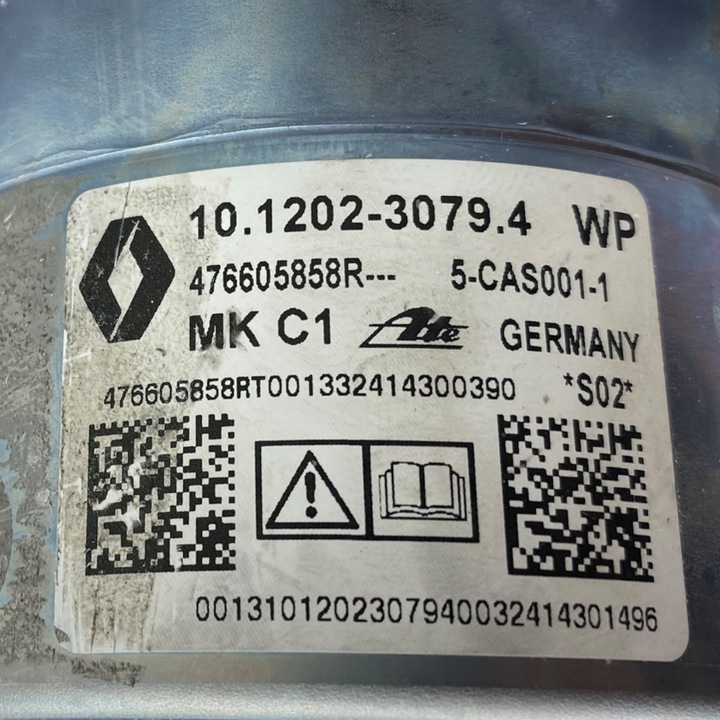 10.1202-3079.4 WP
476605858R--- 5-CAS001-1
MK C1 Ate GERMANY
476605858RT001332414300390 *S02*
0013101202307940032414301496